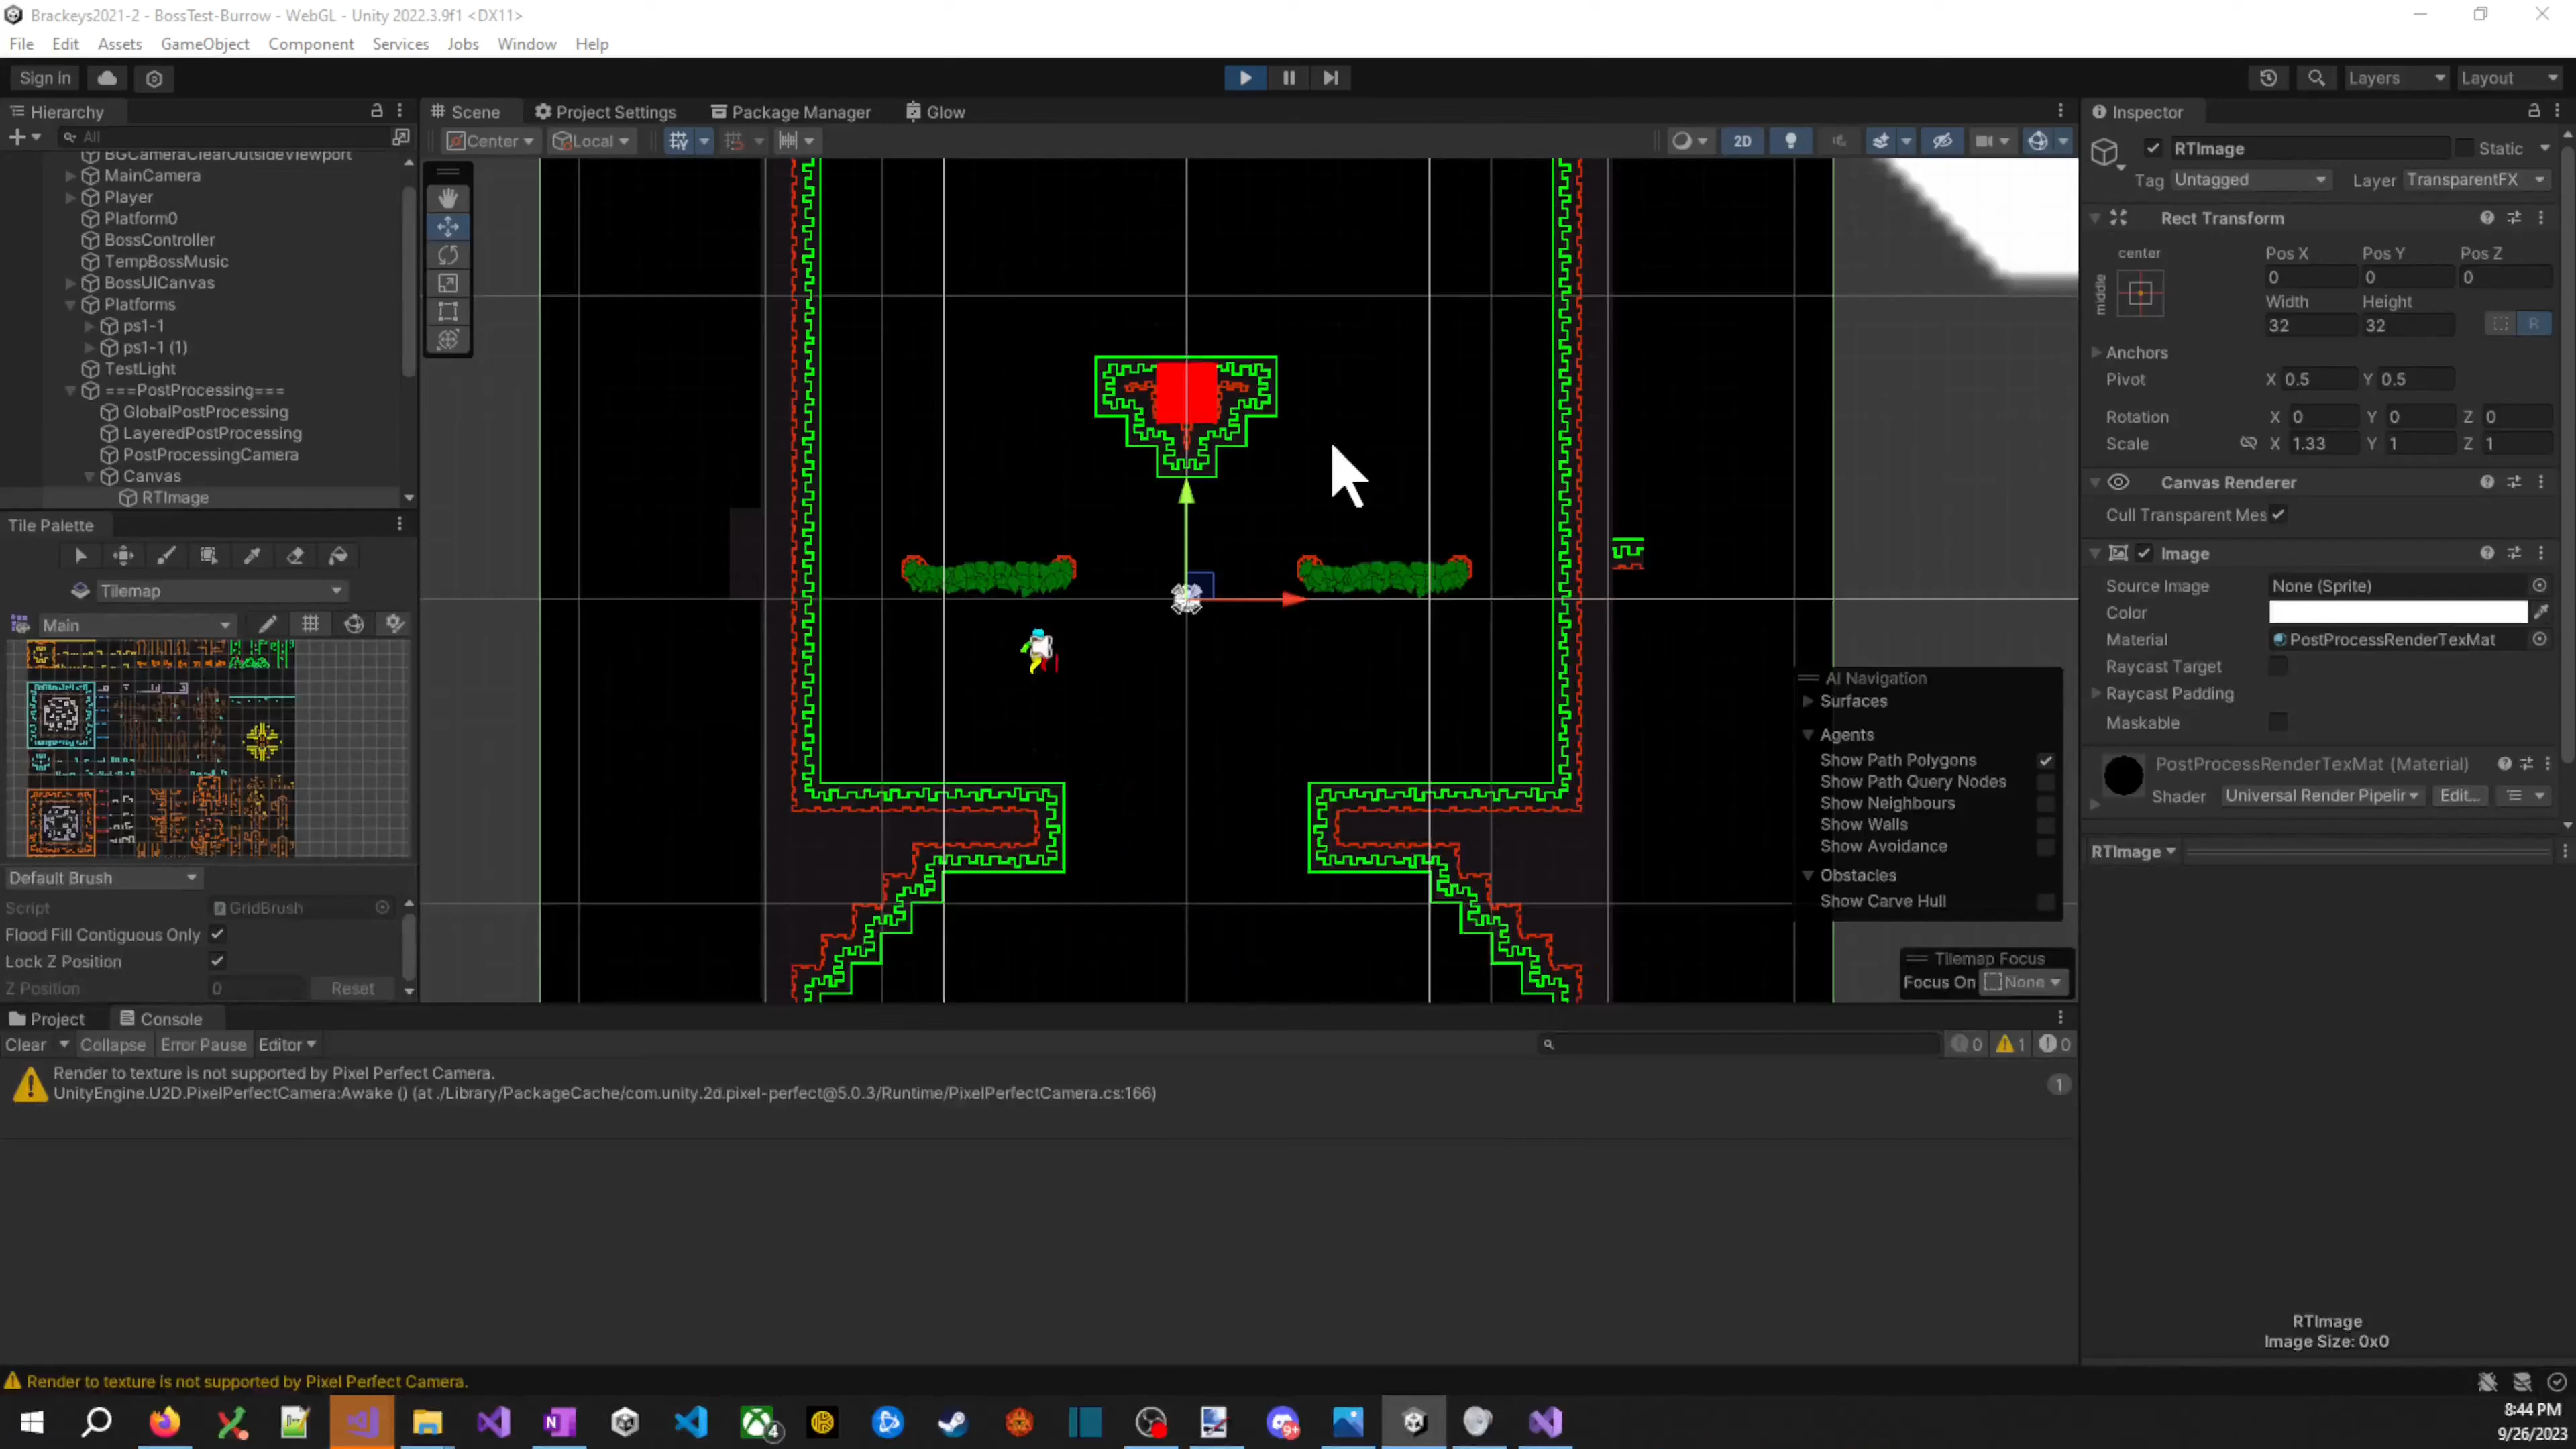 Brackeys2021-2 - BossTest-Burrow - WebGL - Unity 2022.3.9f1 <DX11>
File Edit Assets GameObject Component Services Jobs Window Help
Sign in
Layers Layout
Hierarchy
All
BGCameraClearOutsideViewport
MainCamera
Player
Platform0
BossController
TempBossMusic
BossUICanvas
Platforms
ps1-1
ps1-1 (1)
TestLight
===PostProcessing===
GlobalPostProcessing
LayeredPostProcessing
PostProcessingCamera
Canvas
RTImage
Tile Palette
Tilemap
Main
Default Brush
Script GridBrush
Flood Fill Contiguous Only
Lock Z Position
Z Position 0 Reset
Scene Project Settings Package Manager Glow
Center Local 2D
AI Navigation
Surfaces
Agents
Show Path Polygons
Show Path Query Nodes
Show Neighbours
Show Walls
Show Avoidance
Obstacles
Show Carve Hull
Tilemap Focus
Focus On None
Inspector
RTImage Static
Tag Untagged Layer TransparentFX
Rect Transform
center
middle
Pos X Pos Y Pos Z
0 0 0
Width Height
32 32
R
Anchors
Pivot X 0.5 Y 0.5
Rotation X 0 Y 0 Z 0
Scale X 1.33 Y 1 Z 1
Canvas Renderer
Cull Transparent Mes
Image
Source Image None (Sprite)
Color
Material PostProcessRenderTexMat
Raycast Target
Raycast Padding
Maskable
PostProcessRenderTexMat (Material)
Shader Universal Render Pipelir Edit...
RTImage
RTImage
Image Size: 0x0
Project Console
Clear Collapse Error Pause Editor
0 1 0
Render to texture is not supported by Pixel Perfect Camera.
UnityEngine.U2D.PixelPerfectCamera:Awake () (at ./Library/PackageCache/com.unity.2d.pixel-perfect@5.0.3/Runtime/PixelPerfectCamera.cs:166)
1
Render to texture is not supported by Pixel Perfect Camera.
4
9+
8:44 PM
9/26/2023